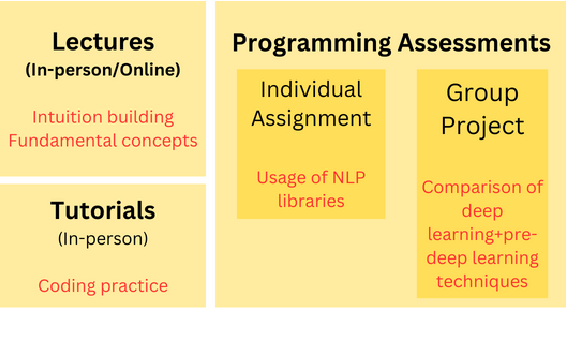 Lectures
(In-person/Online)
Intuition building
Fundamental concepts
Tutorials
(In-person)
Coding practice
Programming Assessments
Individual
Assignment
Usage of NLP
libraries
Group
Project
Comparison of
deep
learning+pre-
deep learning
techniques